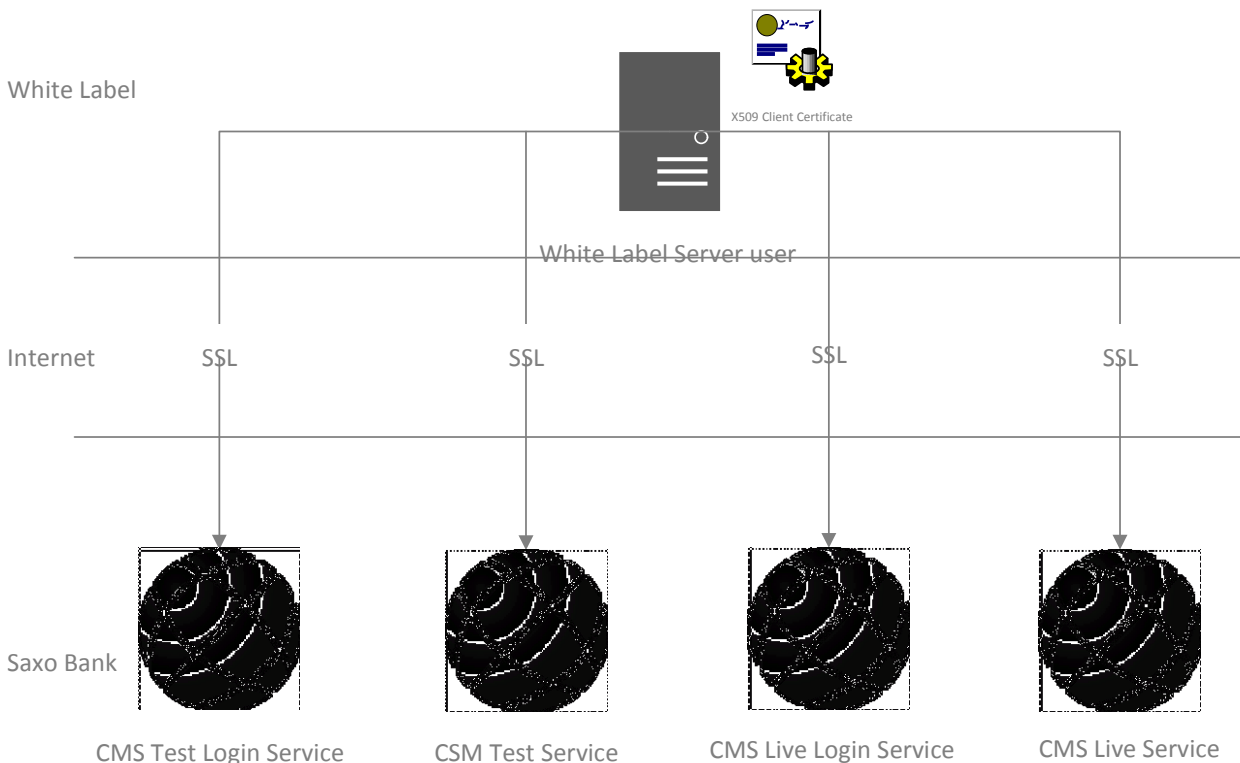 White Label
X509 Client Certificate
White Label Server user
Internet
SSL
SSL
SSL
SSL
Saxo Bank
CMS Test Login Service
CSM Test Service
CMS Live Login Service
CMS Live Service